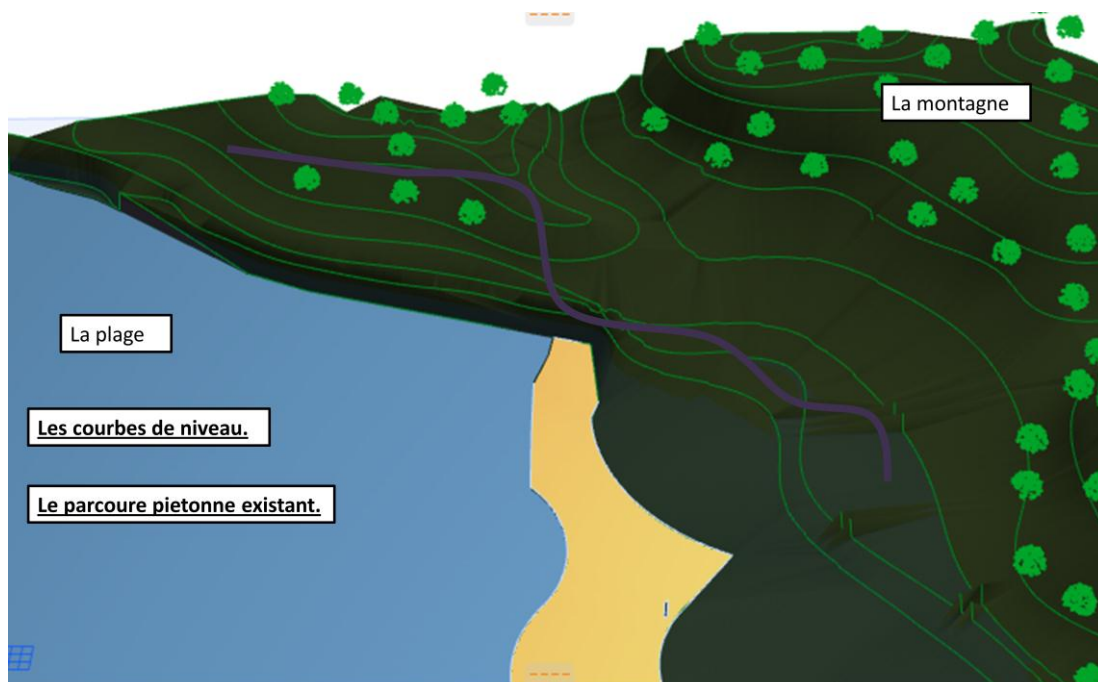 La montagne
La plage
Les courbes de niveau.
Le parcoure pietonne existant.